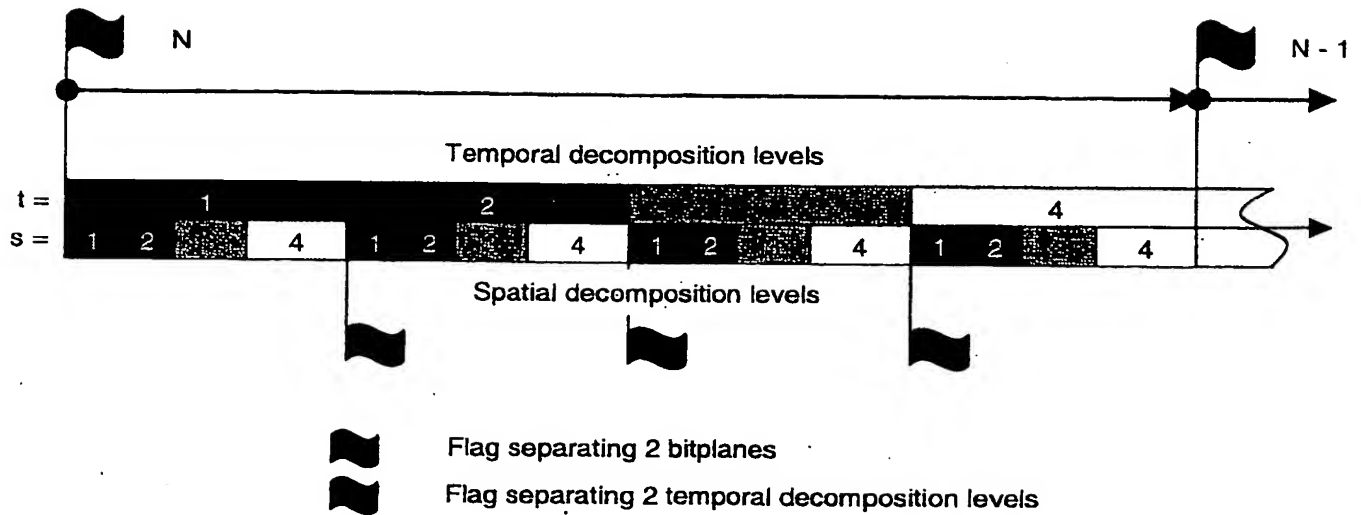 N
N - 1
Temporal decomposition levels
t = 1 2 4
s = 1 2 4 1 2 4 1 2 4 1 2 4
Spatial decomposition levels
Flag separating 2 bitplanes
Flag separating 2 temporal decomposition levels